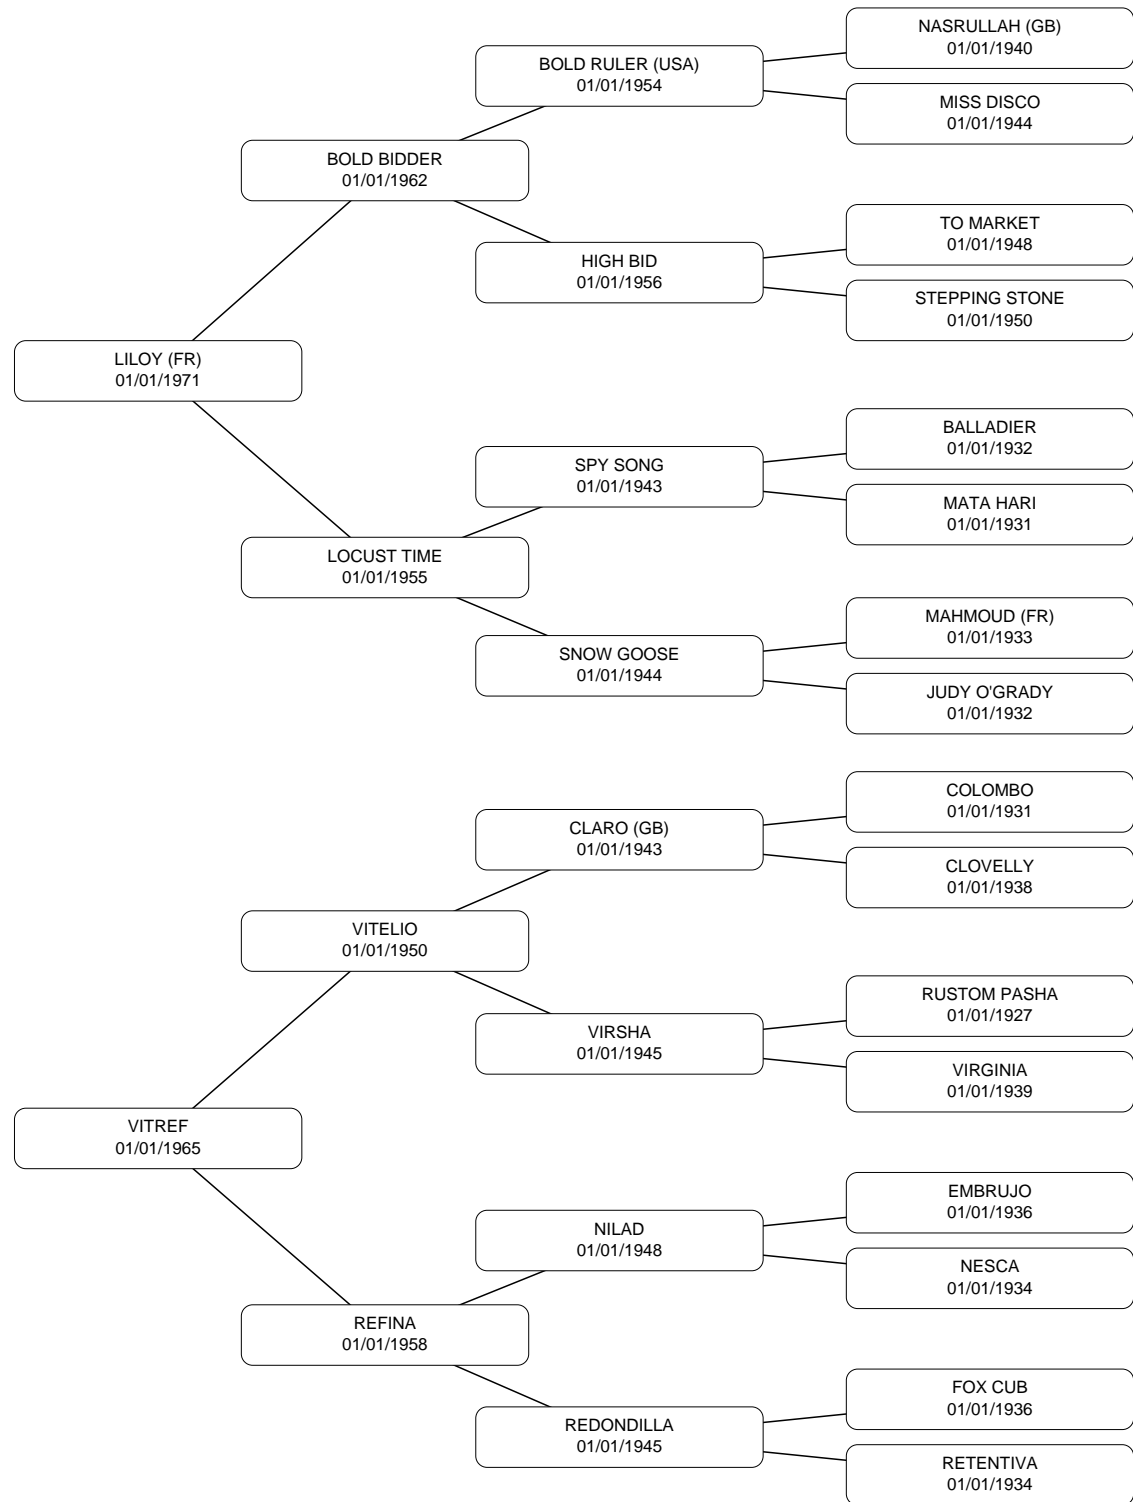 NASRULLAH (GB)
01/01/1940
BOLD RULER (USA)
01/01/1954
MISS DISCO
01/01/1944
BOLD BIDDER
01/01/1962
TO MARKET
01/01/1948
HIGH BID
01/01/1956
STEPPING STONE
01/01/1950
LILOY (FR)
01/01/1971
BALLADIER
01/01/1932
SPY SONG
01/01/1943
MATA HARI
01/01/1931
LOCUST TIME
01/01/1955
MAHMOUD (FR)
01/01/1933
SNOW GOOSE
01/01/1944
JUDY O'GRADY
01/01/1932
COLOMBO
01/01/1931
CLARO (GB)
01/01/1943
CLOVELLY
01/01/1938
VITELIO
01/01/1950
RUSTOM PASHA
01/01/1927
VIRSHA
01/01/1945
VIRGINIA
01/01/1939
VITREF
01/01/1965
EMBRUJO
01/01/1936
NILAD
01/01/1948
NESCA
01/01/1934
REFINA
01/01/1958
FOX CUB
01/01/1936
REDONDILLA
01/01/1945
RETENTIVA
01/01/1934